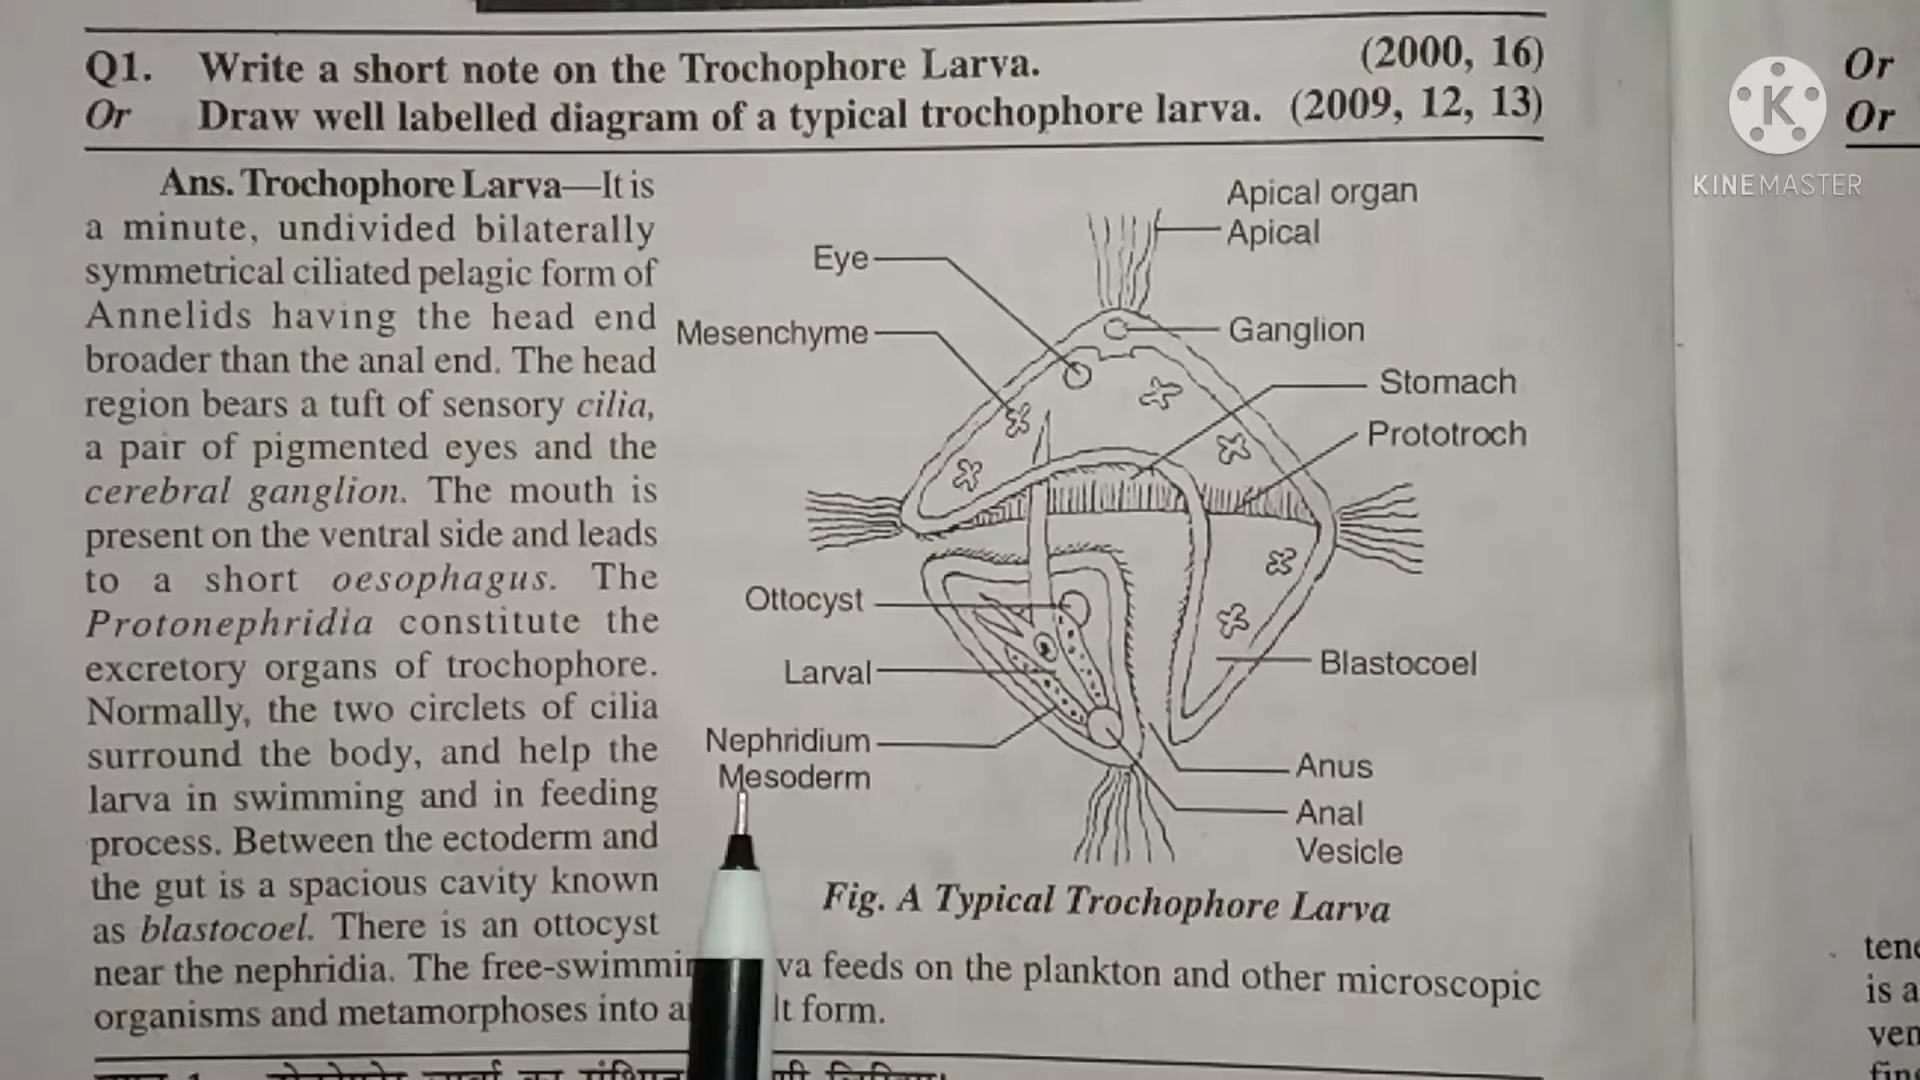 Q1. Write a short note on the Trochophore Larva. (2000, 16)
Or Draw well labelled diagram of a typical trochophore larva. (2009, 12, 13)
Ans. Trochophore Larva—It is
a minute, undivided bilaterally
symmetrical ciliated pelagic form of
Annelids having the head end
broader than the anal end. The head
region bears a tuft of sensory cilia,
a pair of pigmented eyes and the
cerebral ganglion. The mouth is
present on the ventral side and leads
to a short oesophagus. The
Protonephridia constitute the
excretory organs of trochophore.
Normally, the two circlets of cilia
surround the body, and help the
larva in swimming and in feeding
process. Between the ectoderm and
the gut is a spacious cavity known
as blastocoel. There is an ottocyst
near the nephridia. The feeds on the plankton and other microscopic
organisms and metamorphoses into form.
Apical organ
Apical
Eye
Mesenchyme
Ganglion
Stomach
Prototroch
Ottocyst
Larval
Blastocoel
Nephridium
Mesoderm
Anus
Anal
Vesicle
Fig. A Typical Trochophore Larva
K
KINEMASTER
Or
Or
is a